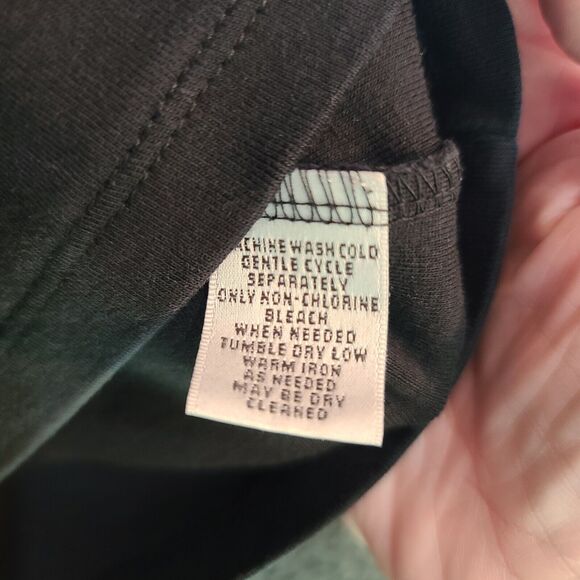 MACHINE WASH COLD
GENTLE CYCLE
SEPARATELY
ONLY NON-CHLORINE
BLEACH
WHEN NEEDED
TUMBLE DRY LOW
WARM IRON
AS NEEDED
MAY BE DRY
CLEANED